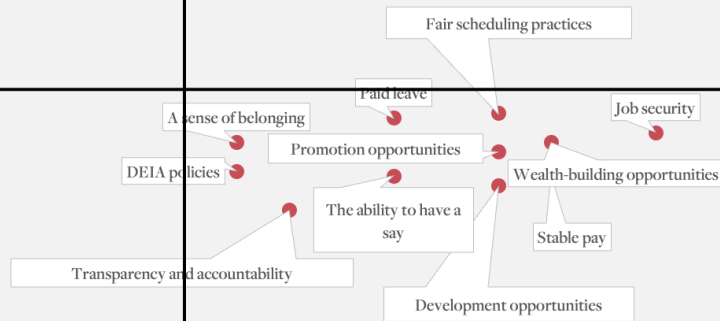 Fair scheduling practices
Paid leave
Job security
A sense of belonging
Promotion opportunities
DEIA policies
Wealth-building opportunities
The ability to have a
say
Stable pay
Transparency and accountability
Development opportunities